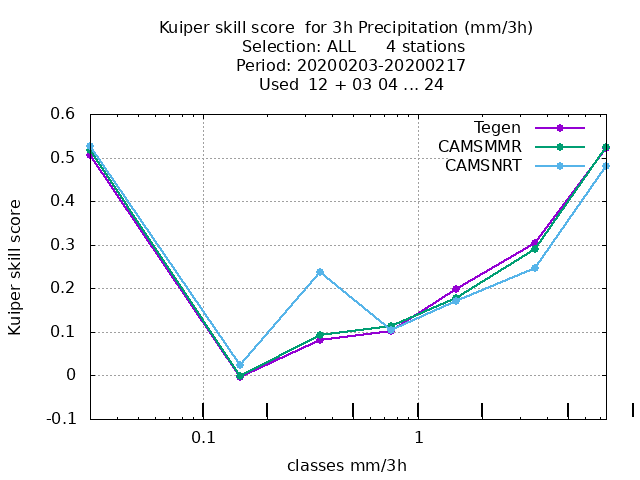 Kuiper skill score  for 3h Precipitation (mm/3h)
Selection: ALL      4 stations
Period: 20200203-20200217
Used  12 + 03 04 ... 24
Tegen
CAMSMMR
CAMSNRT
0.6
0.5
0.4
0.3
0.2
0.1
0
-0.1
Kuiper skill score
0.1
1
classes mm/3h